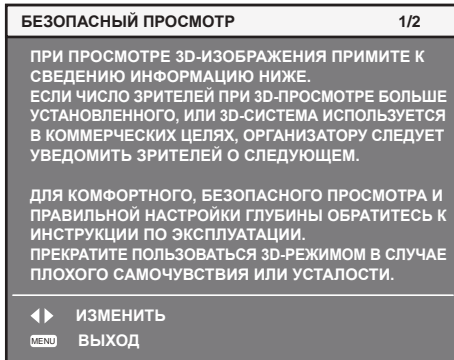 БЕЗОПАСНЫЙ ПРОСМОТР 1/2
ПРИ ПРОСМОТРЕ 3D-ИЗОБРАЖЕНИЯ ПРИМИТЕ К
СВЕДЕНИЮ ИНФОРМАЦИЮ НИЖЕ.
ЕСЛИ ЧИСЛО ЗРИТЕЛЕЙ ПРИ 3D-ПРОСМОТРЕ БОЛЬШЕ
УСТАНОВЛЕННОГО, ИЛИ 3D-СИСТЕМА ИСПОЛЬЗУЕТСЯ
В КОММЕРЧЕСКИХ ЦЕЛЯХ, ОРГАНИЗАТОРУ СЛЕДУЕТ
УВЕДОМИТЬ ЗРИТЕЛЕЙ О СЛЕДУЮЩЕМ.
ДЛЯ КОМФОРТНОГО, БЕЗОПАСНОГО ПРОСМОТРА И
ПРАВИЛЬНОЙ НАСТРОЙКИ ГЛУБИНЫ ОБРАТИТЕСЬ К
ИНСТРУКЦИИ ПО ЭКСПЛУАТАЦИИ.
ПРЕКРАТИТЕ ПОЛЬЗОВАТЬСЯ 3D-РЕЖИМОМ В СЛУЧАЕ
ПЛОХОГО САМОЧУВСТВИЯ ИЛИ УСТАЛОСТИ.
ИЗМЕНИТЬ
MENU ВЫХОД